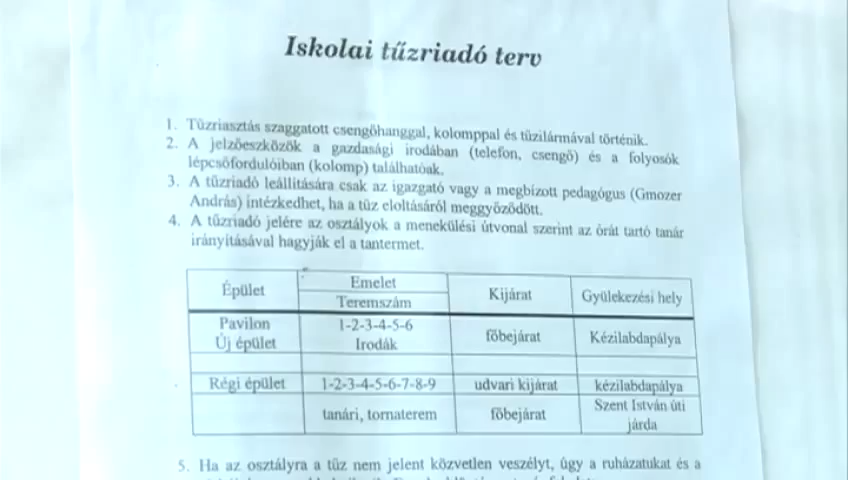 Iskolai tűzriadó terv
1. Tűzriasztás szaggatott csengőhanggal, kolomppal és tűzilármával történik.
2. A jelzőeszközök a gazdasági irodában (telefon, csengő) és a folyosók
lépcsőfordulóiban (kolomp) találhatóak.
3. A tűzriadó leállítására csak az igazgató vagy a megbízott pedagógus (Gmozer
András) intézkedhet, ha a tűz eloltásáról meggyőződött.
4. A tűzriadó jelére az osztályok a menekülési útvonal szerint az órát tartó tanár
irányításával hagyják el a tantermet.
Épület Emelet Kijárat Gyülekezési hely
Teremszám
Pavilon 1-2-3-4-5-6 főbejárat Kézilabdapálya
Új épület Irodák
Régi épület 1-2-3-4-5-6-7-8-9 udvari kijárat kézilabdapálya
tanári, tornaterem főbejárat Szent István úti
járda
5. Ha az osztályra a tűz nem jelent közvetlen veszélyt, úgy a ruházatukat és a